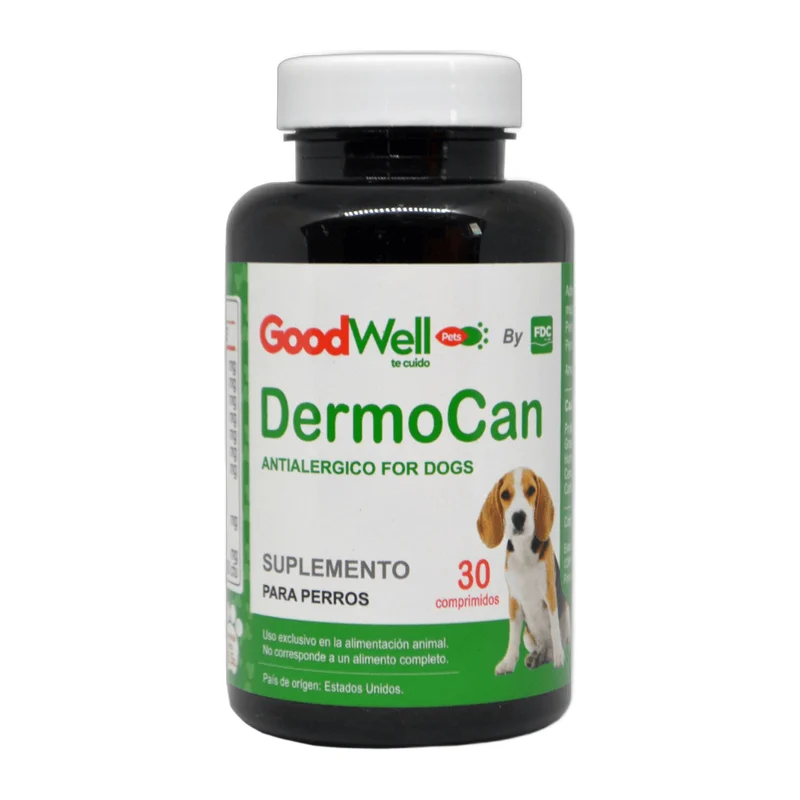 GoodWell Pets By FDC
te cuido
DermoCan
ANTIALERGICO FOR DOGS
SUPLEMENTO
PARA PERROS
30
comprimidos
Uso exclusivo en la alimentación animal.
No corresponde a un alimento completo.
País de origen: Estados Unidos.